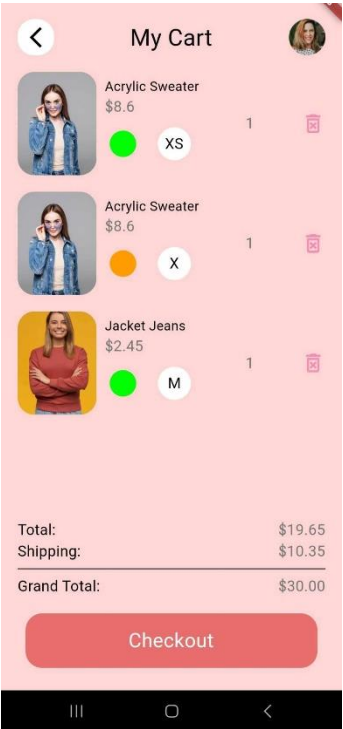 My Cart
Acrylic Sweater
$8.6
1
XS
Acrylic Sweater
$8.6
1
X
Jacket Jeans
$2.45
1
M
Total: $19.65
Shipping: $10.35
Grand Total: $30.00
Checkout